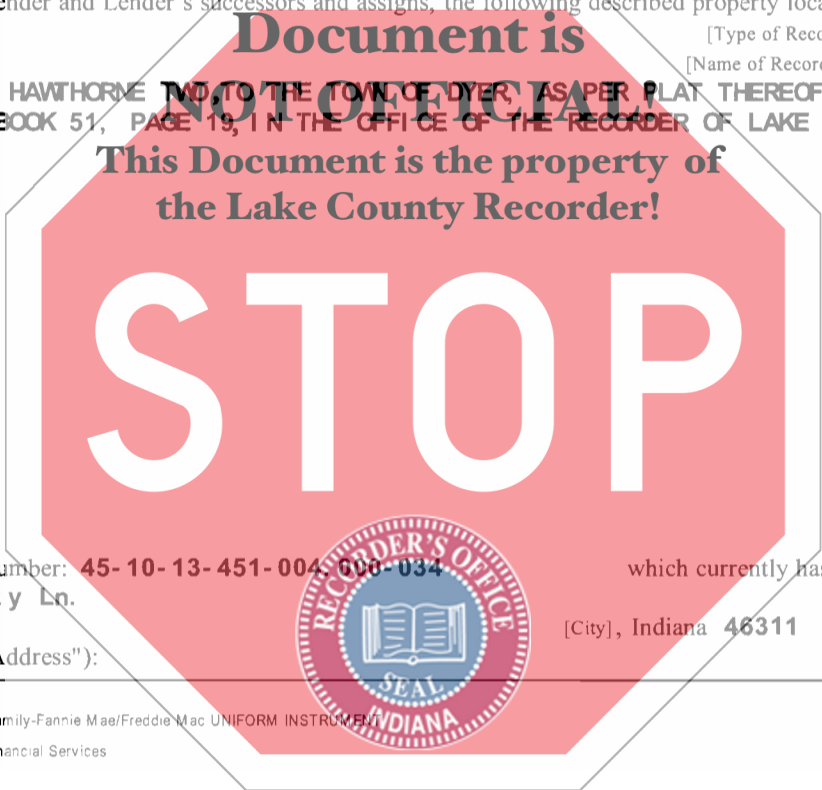 ender and Lender's successors and assigns, the following described property loca
Document is
[Type of Reco
[Name of Record
NOT OFFICIAL!
HAWTHORNE TWO, TO THE TOWN OF DYER, AS PER PLAT THEREOF
BOOK 51, PAGE 19, IN THE OFFICE OF THE RECORDER OF LAKE
This Document is the property of
the Lake County Recorder!
STOP
umber: 45-10-13-451-004.000-034 which currently has
y Ln.
[City], Indiana 46311
Address"):
RECORDER'S OFFICE
SEAL
INDIANA
mily-Fannie Mae/Freddie Mac UNIFORM INSTRUMENT
nancial Services